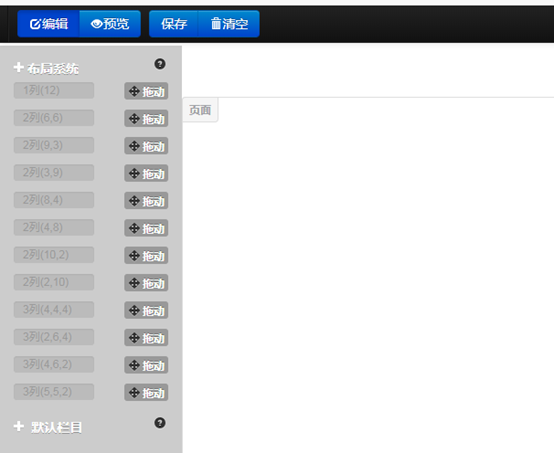 编辑 预览 保存 清空
布局系统
1列(12) 拖动
2列(6,6) 拖动
2列(9,3) 拖动
2列(3,9) 拖动
2列(8,4) 拖动
2列(4,8) 拖动
2列(10,2) 拖动
2列(2,10) 拖动
3列(4,4,4) 拖动
3列(2,6,4) 拖动
3列(4,6,2) 拖动
3列(5,5,2) 拖动
默认栏目
页面